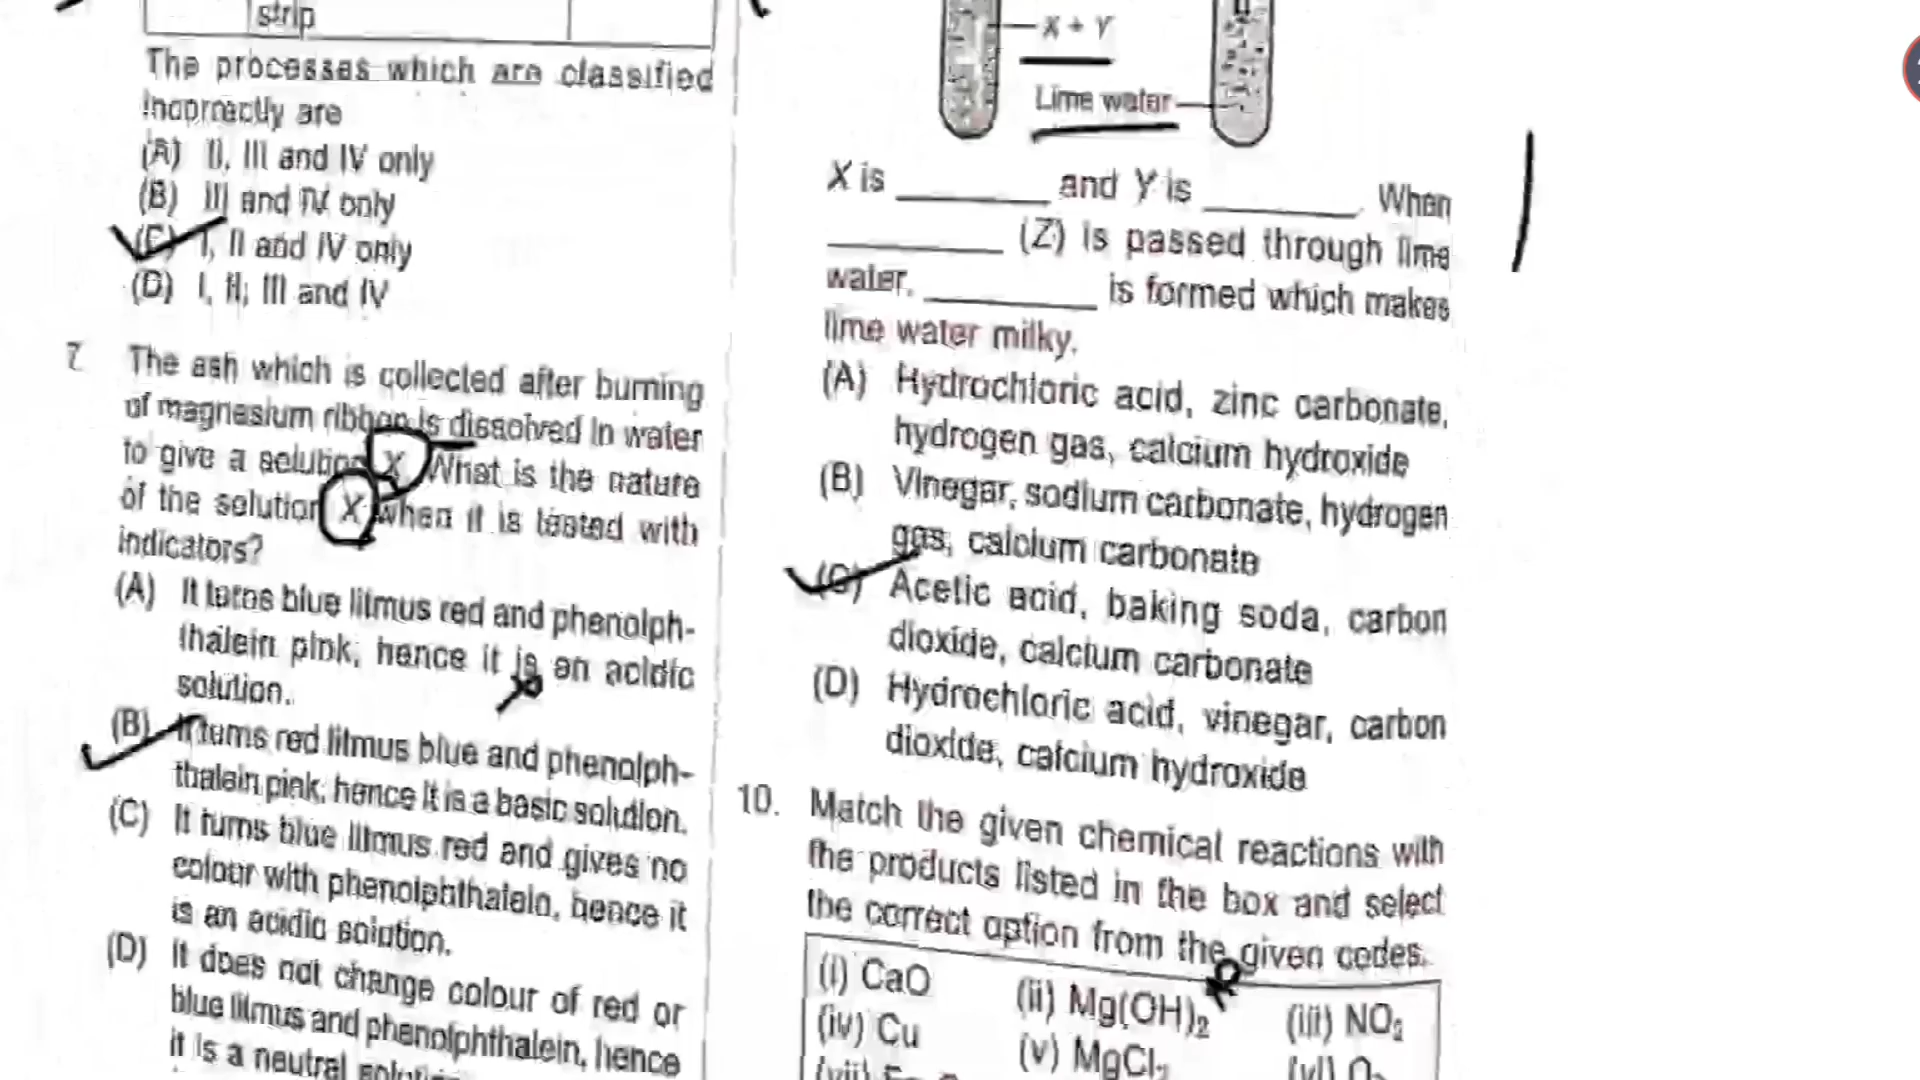 strip
The processes which are classified
incorrectly are
(A) II, III and IV only
(B) III and IV only
(C) I, II and IV only
(D) I, II, III and IV
7. The ash which is collected after burning
of magnesium ribbon is dissolved in water
to give a solution X. What is the nature
of the solution X when it is tested with
indicators?
(A) It turns blue litmus red and phenolph-
thalein pink, hence it is an acidic
solution.
(B) It turns red litmus blue and phenolph-
thalein pink, hence it is a basic solution.
(C) It turns blue litmus red and gives no
colour with phenolphthalein, hence it
is an acidic solution.
(D) It does not change colour of red or
blue litmus and phenolphthalein, hence
it is a neutral solution
X + Y
Lime water
X is ________ and Y is ________. When
________ (Z) is passed through lime
water, ________ is formed which makes
lime water milky.
(A) Hydrochloric acid, zinc carbonate,
hydrogen gas, calcium hydroxide
(B) Vinegar, sodium carbonate, hydrogen
gas, calcium carbonate
(C) Acetic acid, baking soda, carbon
dioxide, calcium carbonate
(D) Hydrochloric acid, vinegar, carbon
dioxide, calcium hydroxide
10. Match the given chemical reactions with
the products listed in the box and select
the correct option from the given codes.
(i) CaO (ii) Mg(OH)₂ (iii) NO₂
(iv) Cu (v) MgCl₂ (vi) O₂
(vii)